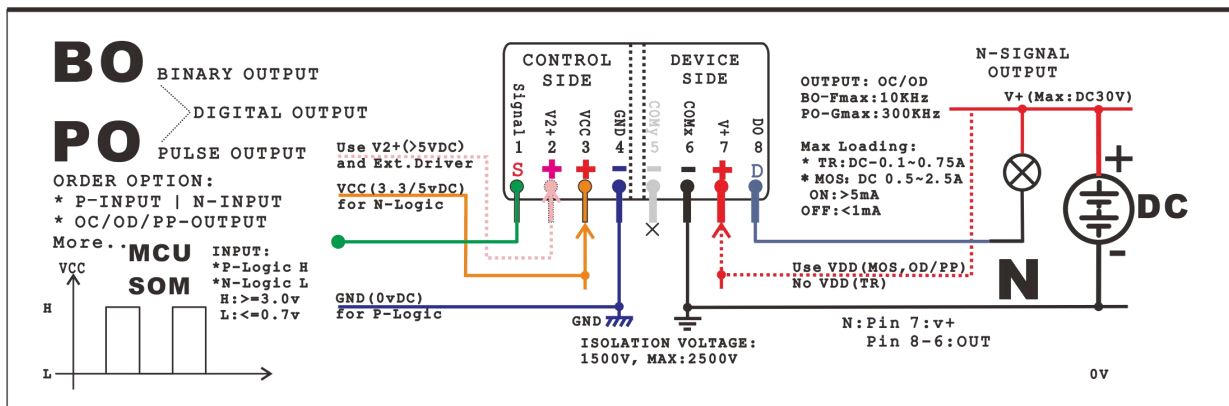 BO BINARY OUTPUT
DIGITAL OUTPUT
PO PULSE OUTPUT
ORDER OPTION:
* P-INPUT | N-INPUT
* OC/OD/PP-OUTPUT
More..
MCU
SOM
VCC
H
L
INPUT:
*P-Logic H
*N-Logic L
H:>=3.0v
L:<=0.7v
Use V2+(>5VDC)
and Ext.Driver
VCC(3.3/5vDC)
for N-Logic
GND(0vDC)
for P-Logic
CONTROL
SIDE
DEVICE
SIDE
Signal 1
V2+ 2
VCC 3
GND 4
COMy 5
COMx 6
V+ 7
DO 8
S
D
GND
ISOLATION VOLTAGE:
1500V, MAX:2500V
OUTPUT: OC/OD
BO-Fmax:10KHz
PO-Gmax:300KHz
Max Loading:
* TR:DC-0.1~0.75A
* MOS: DC 0.5~2.5A
ON:>5mA
OFF:<1mA
N-SIGNAL
OUTPUT
V+(Max:DC30V)
DC
Use VDD(MOS,OD/PP)
No VDD(TR)
N
N:Pin 7:v+
Pin 8-6:OUT
0V